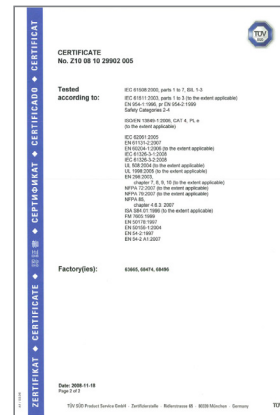 TÜV
CERTIFICATE
No. Z10 08 10 29902 005
Tested according to:
IEC 61508:2000, parts 1 to 7, SIL 1-3
IEC 61511:2003, parts 1 to 3 (to the extent applicable)
EN 954-1:1996, pr EN 954-2:1999
Safety Categories 2-4
ISO/EN 13849-1:2006, CAT 4, PL e
(to the extent applicable)
IEC 62061:2005
EN 61131-2:2007
EN 60204-1:2006 (to the extent applicable)
IEC 61326-3-1:2008
IEC 61326-3-2:2008
UL 508:2004 (to the extent applicable)
UL 1998:2008 (to the extent applicable)
EN 298:2003,
chapter 7, 8, 9, 10 (to the extent applicable)
NFPA 72:2007 (to the extent applicable)
NFPA 79:2007 (to the extent applicable)
NFPA 85,
chapter 4.6.3: 2007
ISA S84.01:1996 (to the extent applicable)
FM 7605:1999
EN 50178:1997
EN 50156-1:2004
EN 54-2:1997
EN 54-2 A1:2007
Factory(ies):
63665, 68474, 68486
Date: 2008-11-18
Page 2 of 3
TÜV SÜD Product Service GmbH · Zertifizierstelle · Ridlerstrasse 65 · 80339 München · Germany
TÜV
ZERTIFIKAT ◆ CERTIFICATE ◆ ◆ СЕРТИФИКАТ ◆ CERTIFICADO ◆ CERTIFICAT